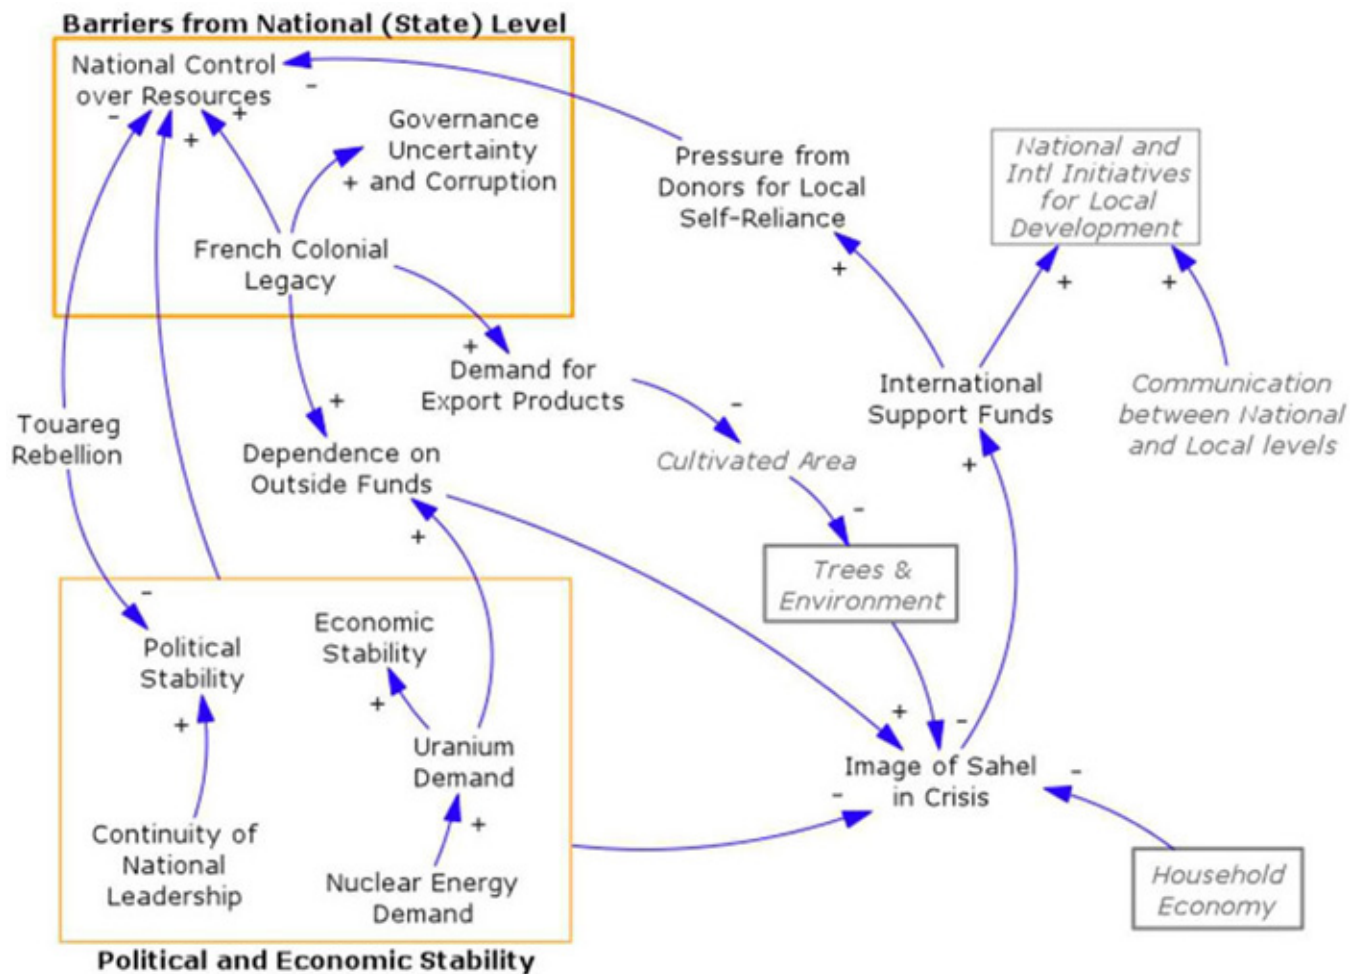 Barriers from National (State) Level
National Control
over Resources
-
-
+
+
Governance
Uncertainty
+ and Corruption
French Colonial
Legacy
Pressure from
Donors for Local
Self-Reliance
+
National and
Intl Initiatives
for Local
Development
+
+
+
Demand for
Export Products
-
International
Support Funds
+
Communication
between National
and Local levels
Touareg
Rebellion
+
Dependence on
Outside Funds
+
Cultivated Area
-
Trees &
Environment
-
Political
Stability
+
Economic
Stability
+
Uranium
Demand
+
Continuity of
National
Leadership
Nuclear Energy
Demand
+
-
Image of Sahel
in Crisis
-
-
Household
Economy
Political and Economic Stability